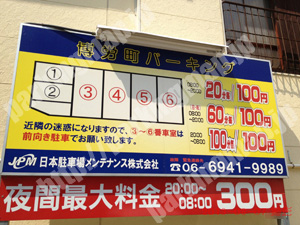 博労町パーキング
① ② ③ ④ ⑤ ⑥
20分毎 100円
60分毎 100円
100円
近隣の迷惑になりますので、③〜⑥番車室は
前向き駐車でお願い致します。
JPM 日本駐車場メンテナンス株式会社
☎06-6941-9989
夜間最大料金 20:00〜08:00 300円